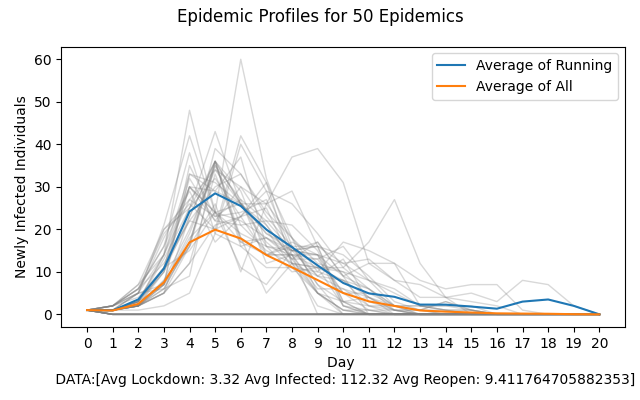 Epidemic Profiles for 50 Epidemics
Newly Infected Individuals
60
50
40
30
20
10
0
Average of Running
Average of All
0 1 2 3 4 5 6 7 8 9 10 11 12 13 14 15 16 17 18 19 20
Day
DATA:[Avg Lockdown: 3.32 Avg Infected: 112.32 Avg Reopen: 9.411764705882353]